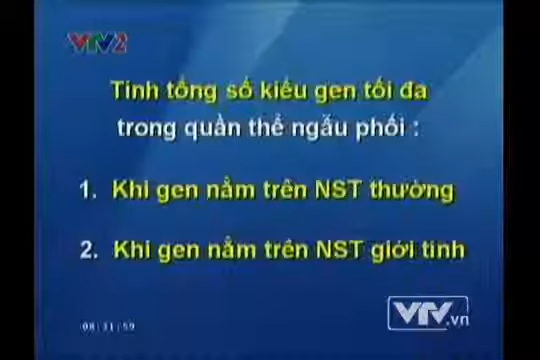 VTV2
Tính tổng số kiểu gen tối đa
trong quần thể ngẫu phối :
1. Khi gen nằm trên NST thường
2. Khi gen nằm trên NST giới tính
VTV.vn
08:31:59